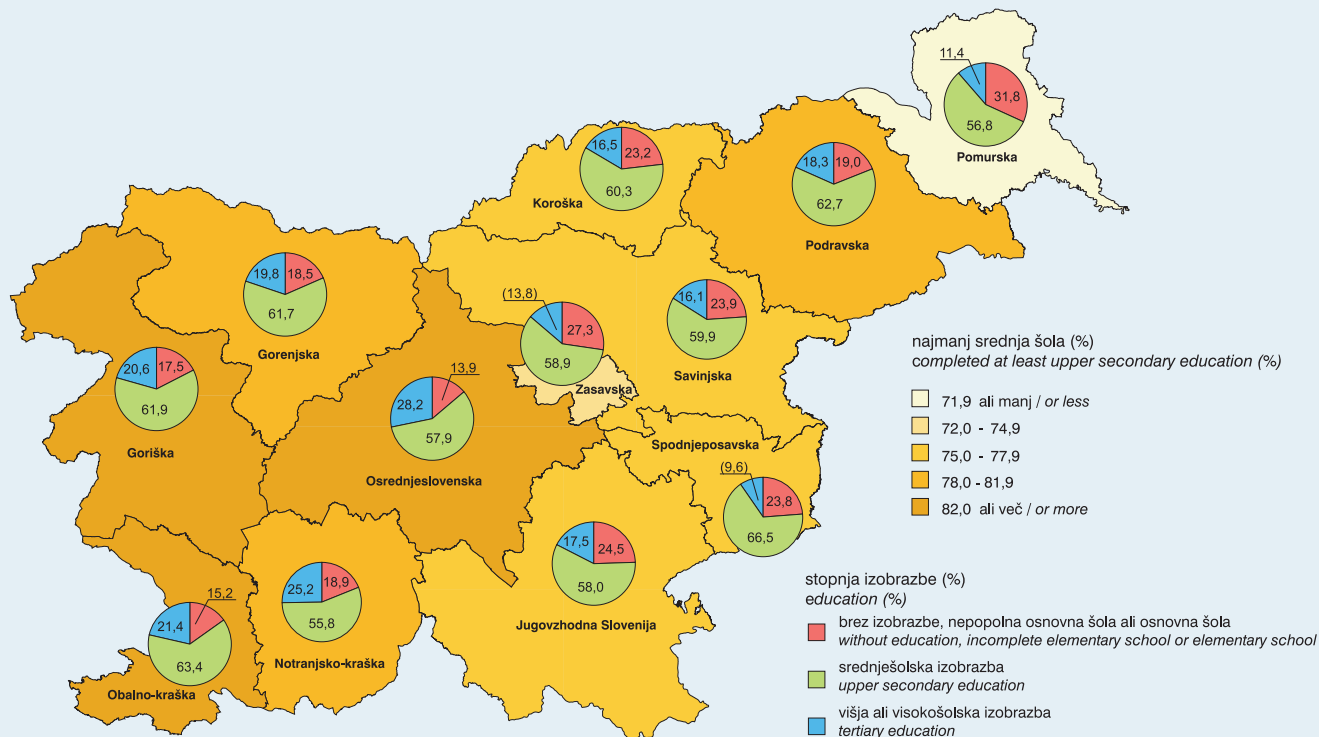 11,4
31,8
56,8
Pomurska
16,5
23,2
60,3
Koroška
18,3
19,0
62,7
Podravska
19,8
18,5
61,7
Gorenjska
(13,8)
27,3
58,9
Zasavska
16,1
23,9
59,9
Savinjska
20,6
17,5
61,9
Goriška
13,9
28,2
57,9
Osrednjeslovenska
Spodnjeposavska
(9,6)
23,8
66,5
17,5
24,5
58,0
Jugovzhodna Slovenija
25,2
18,9
55,8
Notranjsko-kraška
15,2
21,4
63,4
Obalno-kraška
najmanj srednja šola (%)
completed at least upper secondary education (%)
71,9 ali manj / or less
72,0 - 74,9
75,0 - 77,9
78,0 - 81,9
82,0 ali več / or more
stopnja izobrazbe (%)
education (%)
brez izobrazbe, nepopolna osnovna šola ali osnovna šola
without education, incomplete elementary school or elementary school
srednješolska izobrazba
upper secondary education
višja ali visokošolska izobrazba
tertiary education